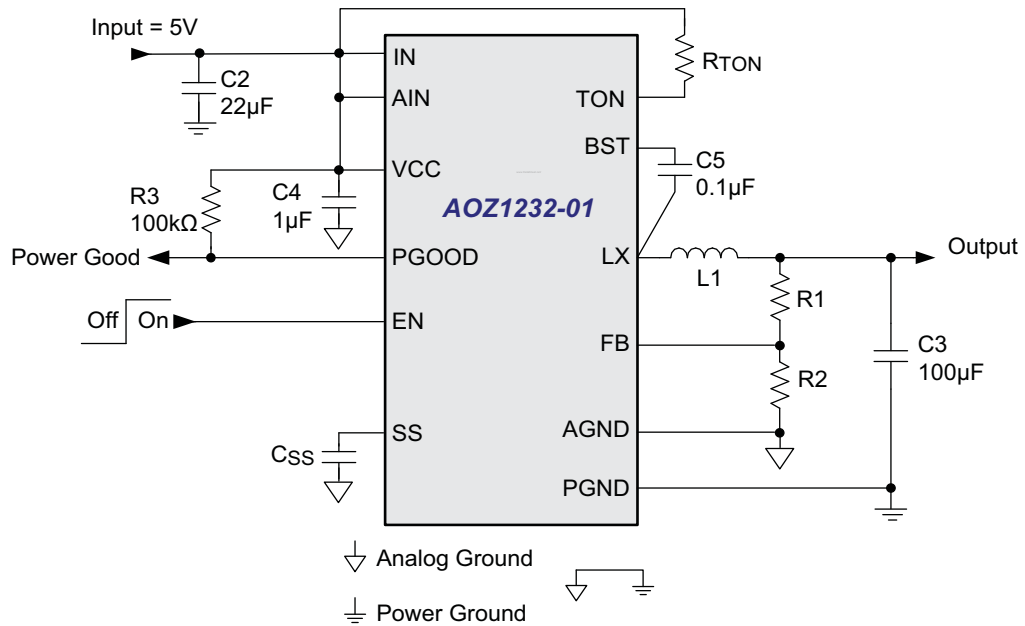 Input = 5V
C2
22µF
IN
AIN
RTON
TON
BST
C5
0.1µF
VCC
R3
100kΩ
C4
1µF
AOZ1232-01
Power Good
PGOOD
LX
L1
Output
Off
On
EN
R1
FB
R2
C3
100µF
SS
CSS
AGND
PGND
Analog Ground
Power Ground